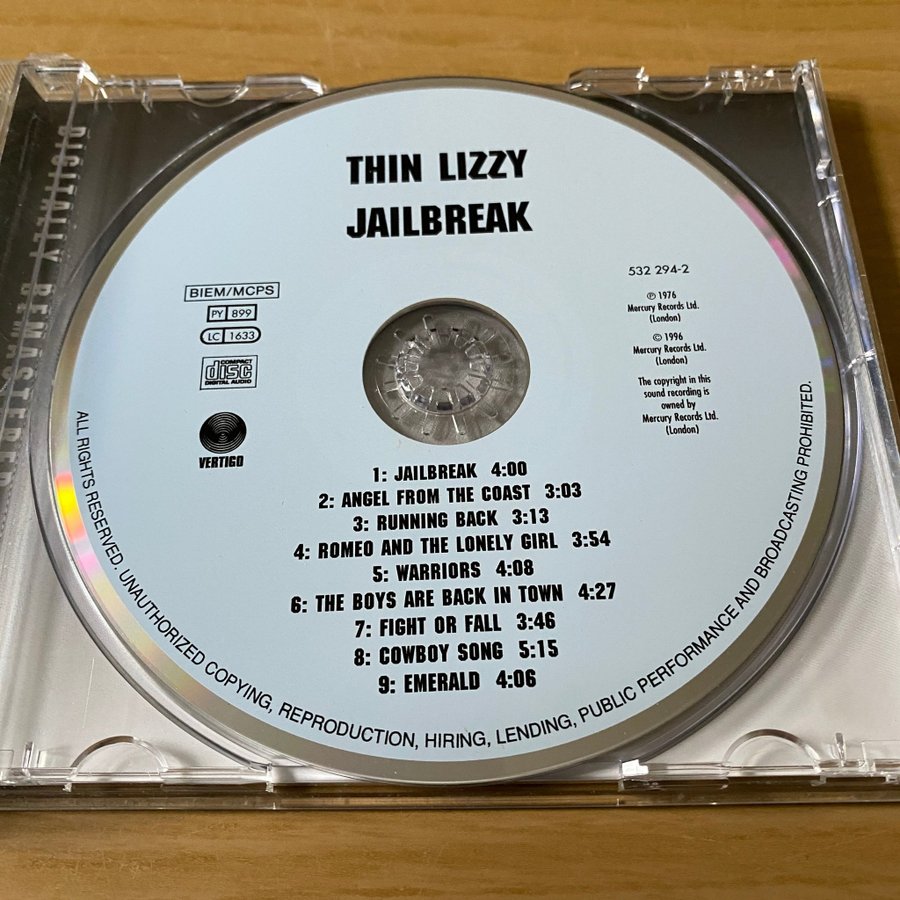 THIN LIZZY
JAILBREAK
BIEM/MCPS
PY 899
LC 1633
COMPACT
disc
DIGITAL AUDIO
VERTIGO
532 294-2
℗ 1976
Mercury Records Ltd.
(London)
© 1996
Mercury Records Ltd.
(London)
The copyright in this
sound recording is
owned by
Mercury Records Ltd.
(London)
1: JAILBREAK 4:00
2: ANGEL FROM THE COAST 3:03
3: RUNNING BACK 3:13
4: ROMEO AND THE LONELY GIRL 3:54
5: WARRIORS 4:08
6: THE BOYS ARE BACK IN TOWN 4:27
7: FIGHT OR FALL 3:46
8: COWBOY SONG 5:15
9: EMERALD 4:06
ALL RIGHTS RESERVED. UNAUTHORIZED COPYING, REPRODUCTION, HIRING, LENDING, PUBLIC PERFORMANCE AND BROADCASTING PROHIBITED.
DIGITALLY REMASTERED